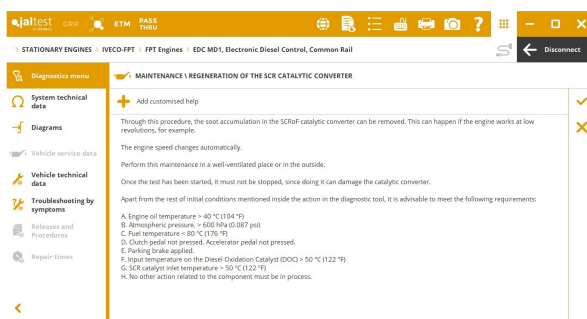 jaltest
GRP
ETM
PASS
THRU
?
> STATIONARY ENGINES > IVECO-FPT > FPT Engines > EDC MD1, Electronic Diesel Control, Common Rail
Disconnect
Diagnostics menu
MAINTENANCE \ REGENERATION OF THE SCR CATALYTIC CONVERTER
System technical
data
Add customised help
Diagrams
Vehicle service data
Vehicle technical
data
Troubleshooting by
symptoms
Releases and
Procedures
Repair times
Through this procedure, the soot accumulation in the SCRoF catalytic converter can be removed. This can happen if the engine works at low
revolutions, for example.
The engine speed changes automatically.
Perform this maintenance in a well-ventilated place or in the outside.
Once the test has been started, it must not be stopped, since doing it can damage the catalytic converter.
Apart from the rest of initial conditions mentioned inside the action in the diagnostic tool, it is advisable to meet the following requirements:
A. Engine oil temperature > 40 °C (104 °F)
B. Atmospheric pressure. > 600 hPa (0.087 psi)
C. Fuel temperature < 80 °C (176 °F)
D. Clutch pedal not pressed. Accelerator pedal not pressed.
E. Parking brake applied.
F. Input temperature on the Diesel Oxidation Catalyst (DOC) > 50 °C (122 °F)
G. SCR catalyst inlet temperature > 50 °C (122 °F)
H. No other action related to the component must be in process.